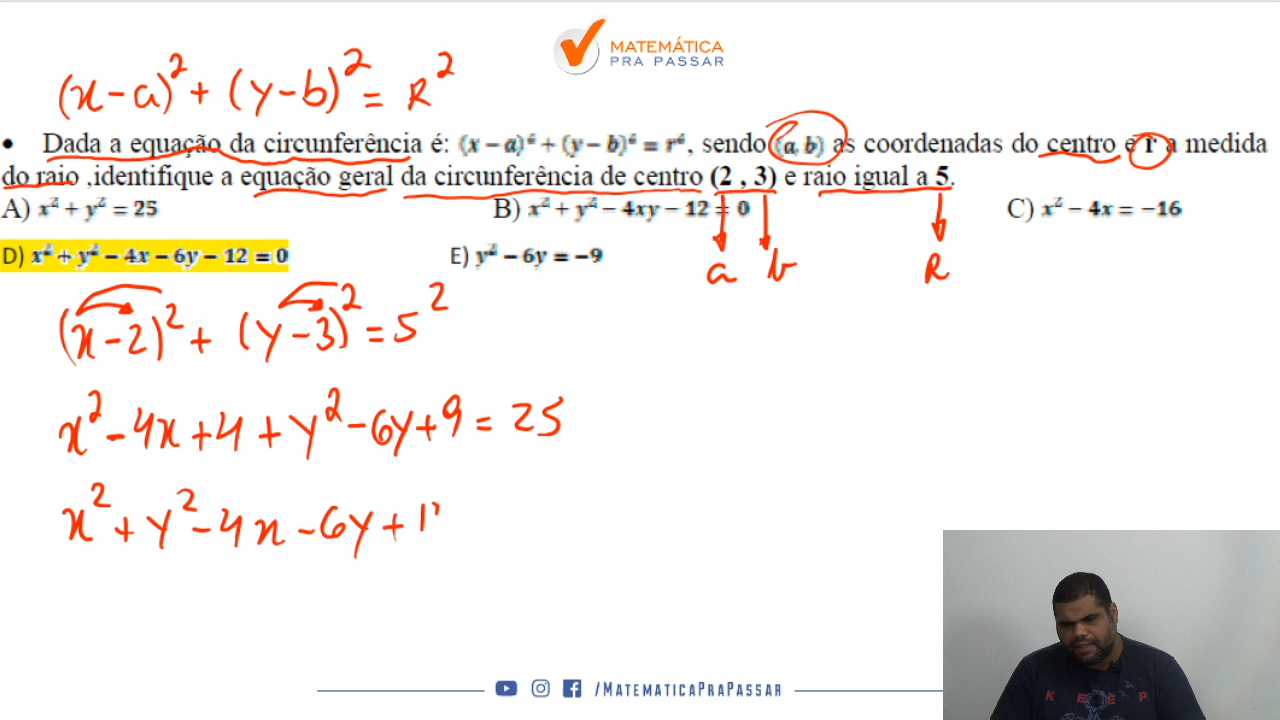 MATEMÁTICA
PRA PASSAR
(x-a)² + (y-b)² = R²
• Dada a equação da circunferência é: (x – a)² + (y – b)² = r², sendo (a, b) as coordenadas do centro e r a medida
do raio ,identifique a equação geral da circunferência de centro (2 , 3) e raio igual a 5.
A) x² + y² = 25 B) x² + y² – 4xy – 12 = 0 C) x² – 4x = –16
D) x² + y² – 4x – 6y – 12 = 0 E) y² – 6y = –9
a b R
(x-2)² + (y-3)² = 5²
x² - 4x + 4 + y² - 6y + 9 = 25
x² + y² - 4x - 6y + 1
/MatematicaPraPassar
KEEP